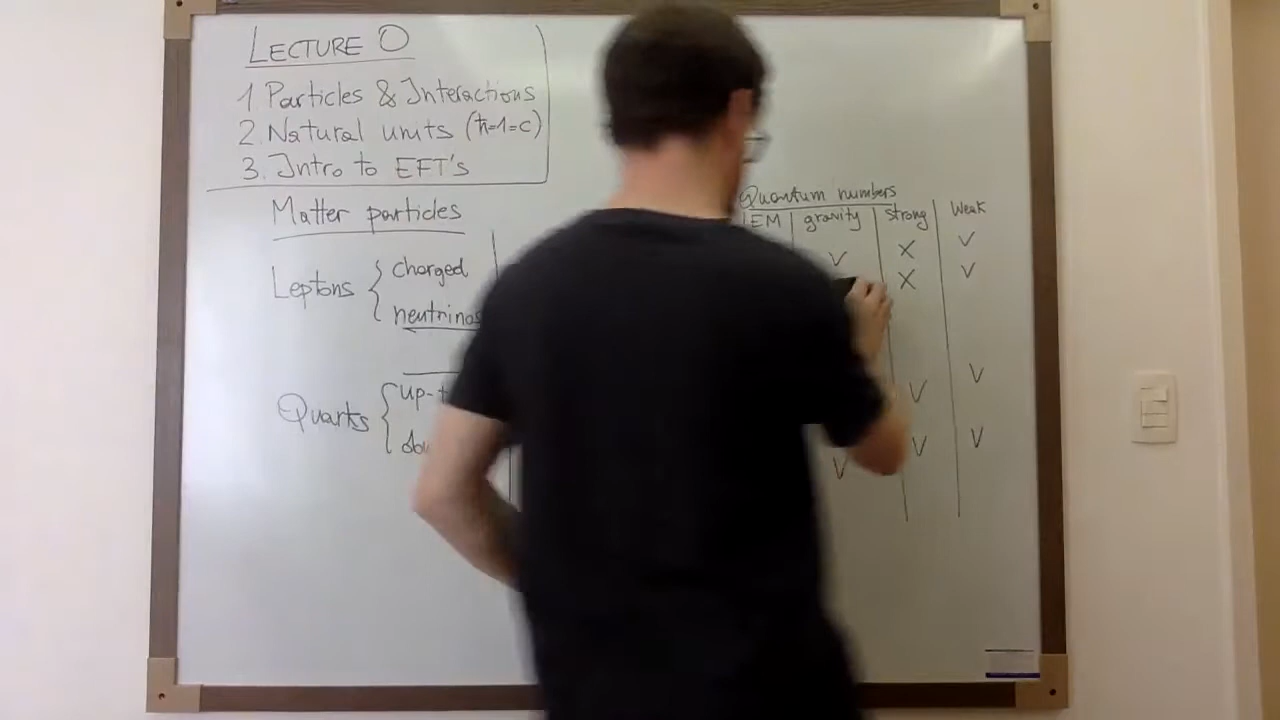 LECTURE 0
1 Particles & Interactions
2. Natural units (ħ=1=c)
3. Intro to EFT's
Matter particles
Quantum numbers
EM gravity strong Weak
Leptons { charged V X V
neutrinos X V
Quarks { up- V V
V V
V